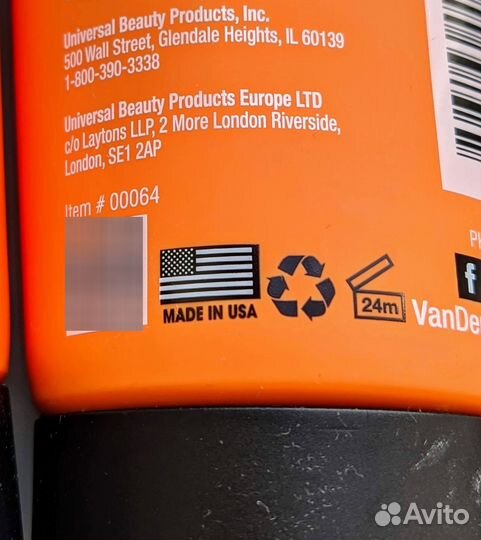 Universal Beauty Products, Inc.
500 Wall Street, Glendale Heights, IL 60139
1-800-390-3338
Universal Beauty Products Europe LTD
c/o Laytons LLP, 2 More London Riverside,
London, SE1 2AP
Item # 00064
MADE IN USA
24m
f
Avito